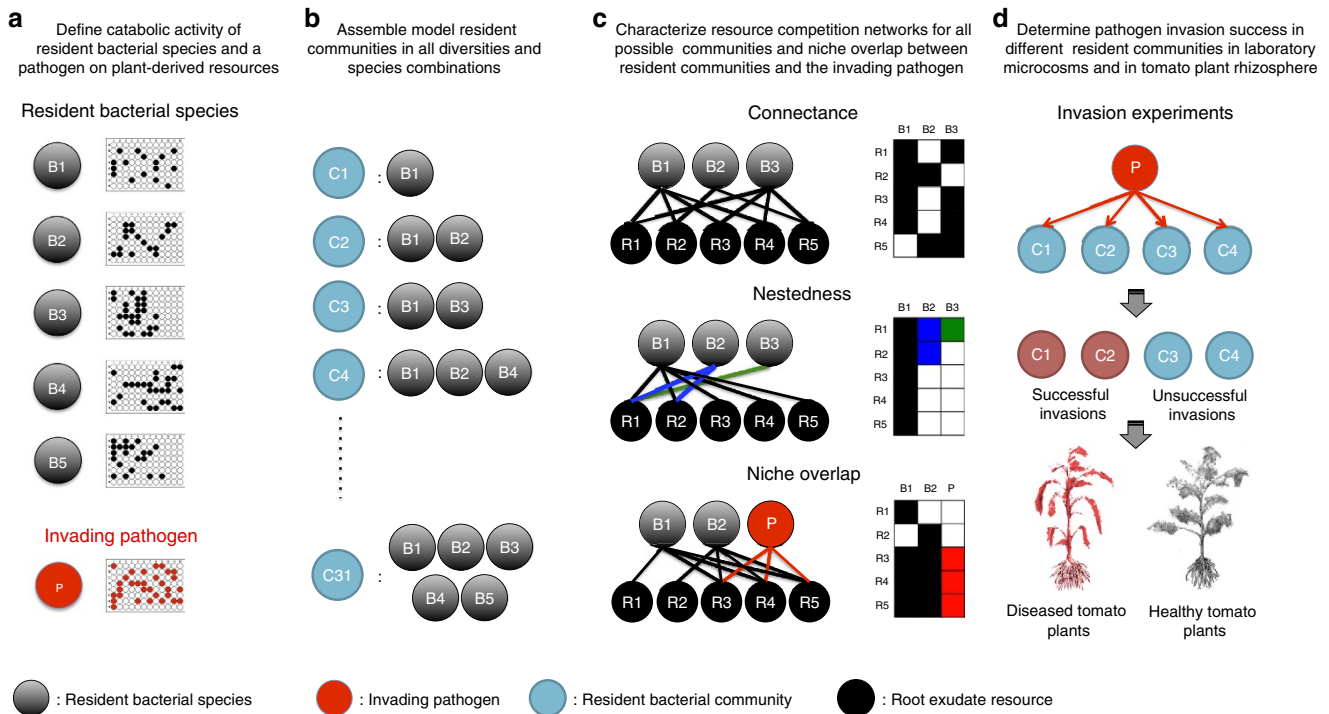 a
Define catabolic activity of
resident bacterial species and a
pathogen on plant-derived resources
Resident bacterial species
B1
B2
B3
B4
B5
Invading pathogen
P
b
Assemble model resident
communities in all diversities and
species combinations
C1 : B1
C2 : B1 B2
C3 : B1 B3
C4 : B1 B2 B4
C31 : B1 B2 B3
B4 B5
c
Characterize resource competition networks for all
possible communities and niche overlap between
resident communities and the invading pathogen
Connectance
B1 B2 B3
R1 R2 R3 R4 R5
B1 B2 B3
R1
R2
R3
R4
R5
Nestedness
B1 B2 B3
R1 R2 R3 R4 R5
B1 B2 B3
R1
R2
R3
R4
R5
Niche overlap
B1 B2 P
R1 R2 R3 R4 R5
B1 B2 P
R1
R2
R3
R4
R5
d
Determine pathogen invasion success in
different resident communities in laboratory
microcosms and in tomato plant rhizosphere
Invasion experiments
P
C1 C2 C3 C4
C1 C2 C3 C4
Successful
invasions
Unsuccessful
invasions
Diseased tomato
plants
Healthy tomato
plants
: Resident bacterial species
: Invading pathogen
: Resident bacterial community
: Root exudate resource